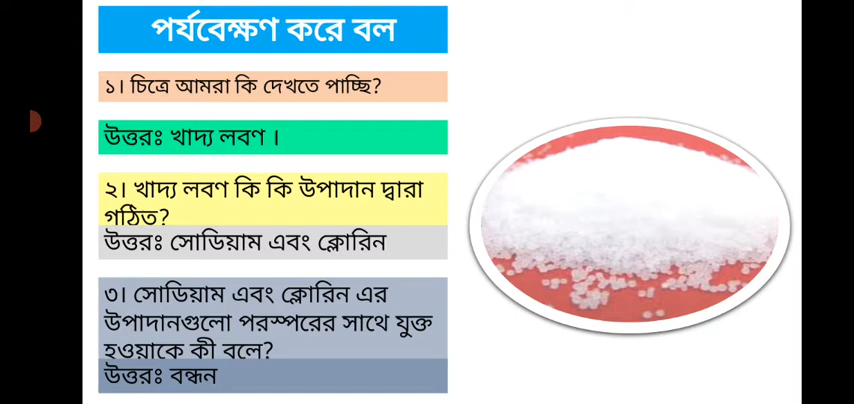 পর্যবেক্ষণ করে বল
১। চিত্রে আমরা কি দেখতে পাচ্ছি?
উত্তরঃ খাদ্য লবণ ।
২। খাদ্য লবণ কি কি উপাদান দ্বারা
গঠিত?
উত্তরঃ সোডিয়াম এবং ক্লোরিন
৩। সোডিয়াম এবং ক্লোরিন এর
উপাদানগুলো পরস্পরের সাথে যুক্ত
হওয়াকে কী বলে?
উত্তরঃ বন্ধন